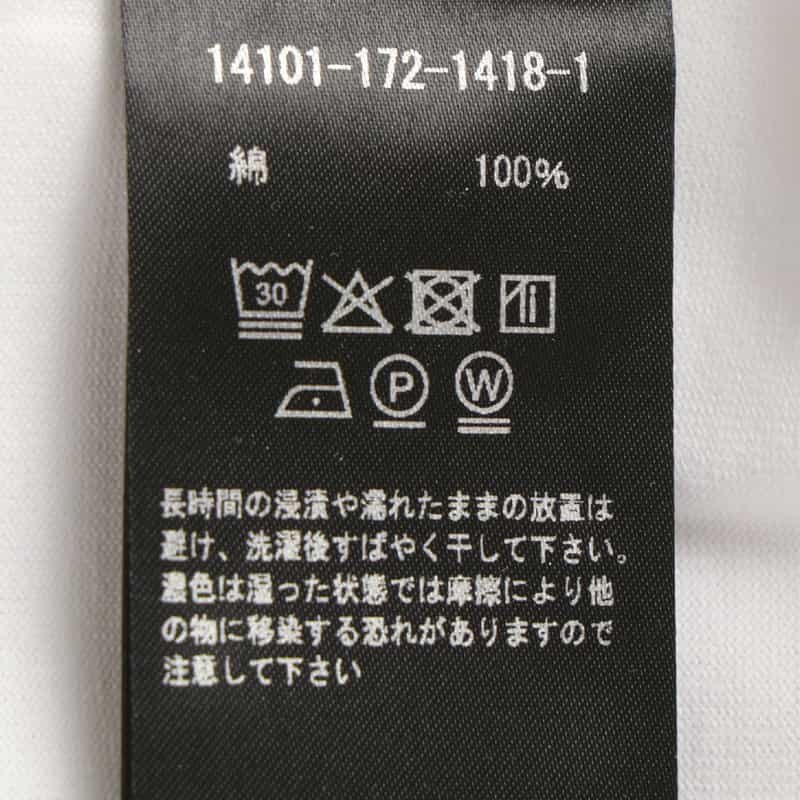 14101-172-1418-1
綿 100%
30
P W
長時間の浸漬や濡れたままの放置は
避け、洗濯後すばやく干して下さい。
濃色は湿った状態では摩擦により他
の物に移染する恐れがありますので
注意して下さい